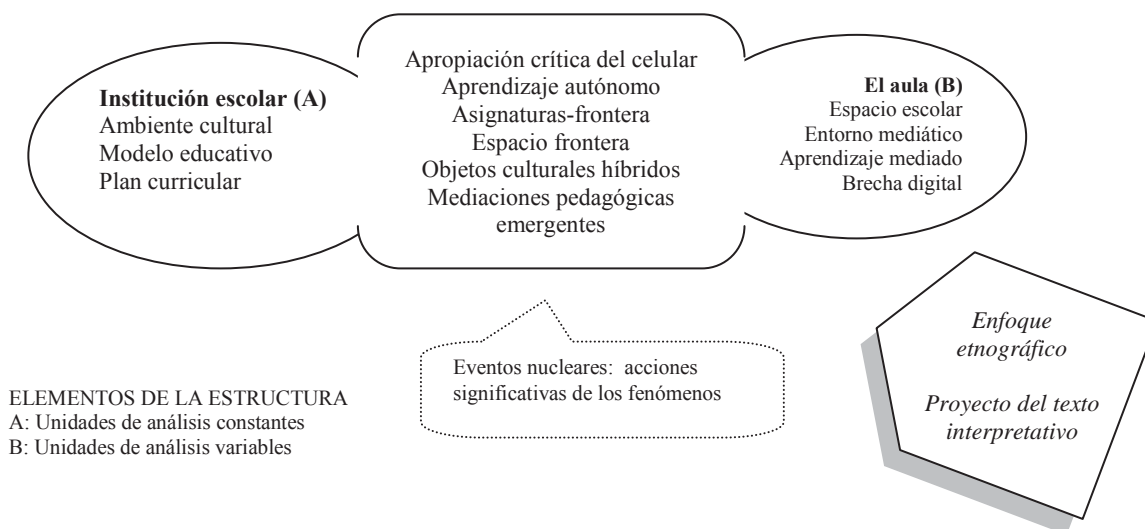 Institución escolar (A)
Ambiente cultural
Modelo educativo
Plan curricular
Apropiación crítica del celular
Aprendizaje autónomo
Asignaturas-frontera
Espacio frontera
Objetos culturales híbridos
Mediaciones pedagógicas
emergentes
El aula (B)
Espacio escolar
Entorno mediático
Aprendizaje mediado
Brecha digital
Eventos nucleares: acciones
significativas de los fenómenos
Enfoque
etnográfico
Proyecto del texto
interpretativo
ELEMENTOS DE LA ESTRUCTURA
A: Unidades de análisis constantes
B: Unidades de análisis variables